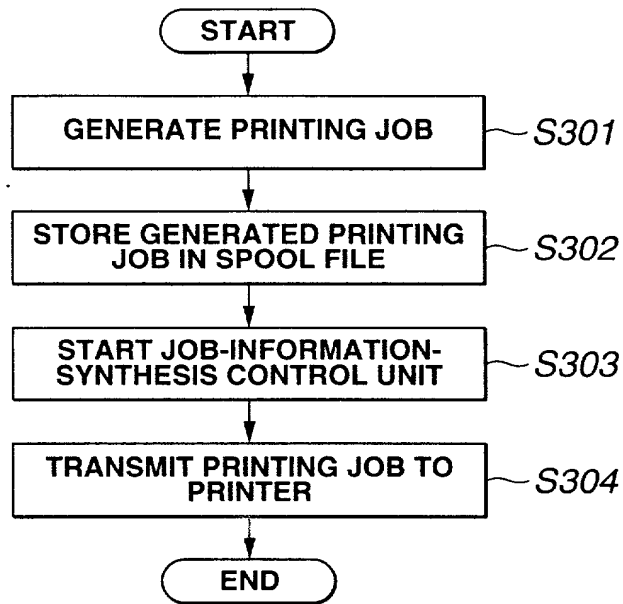 START
GENERATE PRINTING JOB
S301
STORE GENERATED PRINTING
JOB IN SPOOL FILE
S302
START JOB-INFORMATION-
SYNTHESIS CONTROL UNIT
S303
TRANSMIT PRINTING JOB TO
PRINTER
S304
END